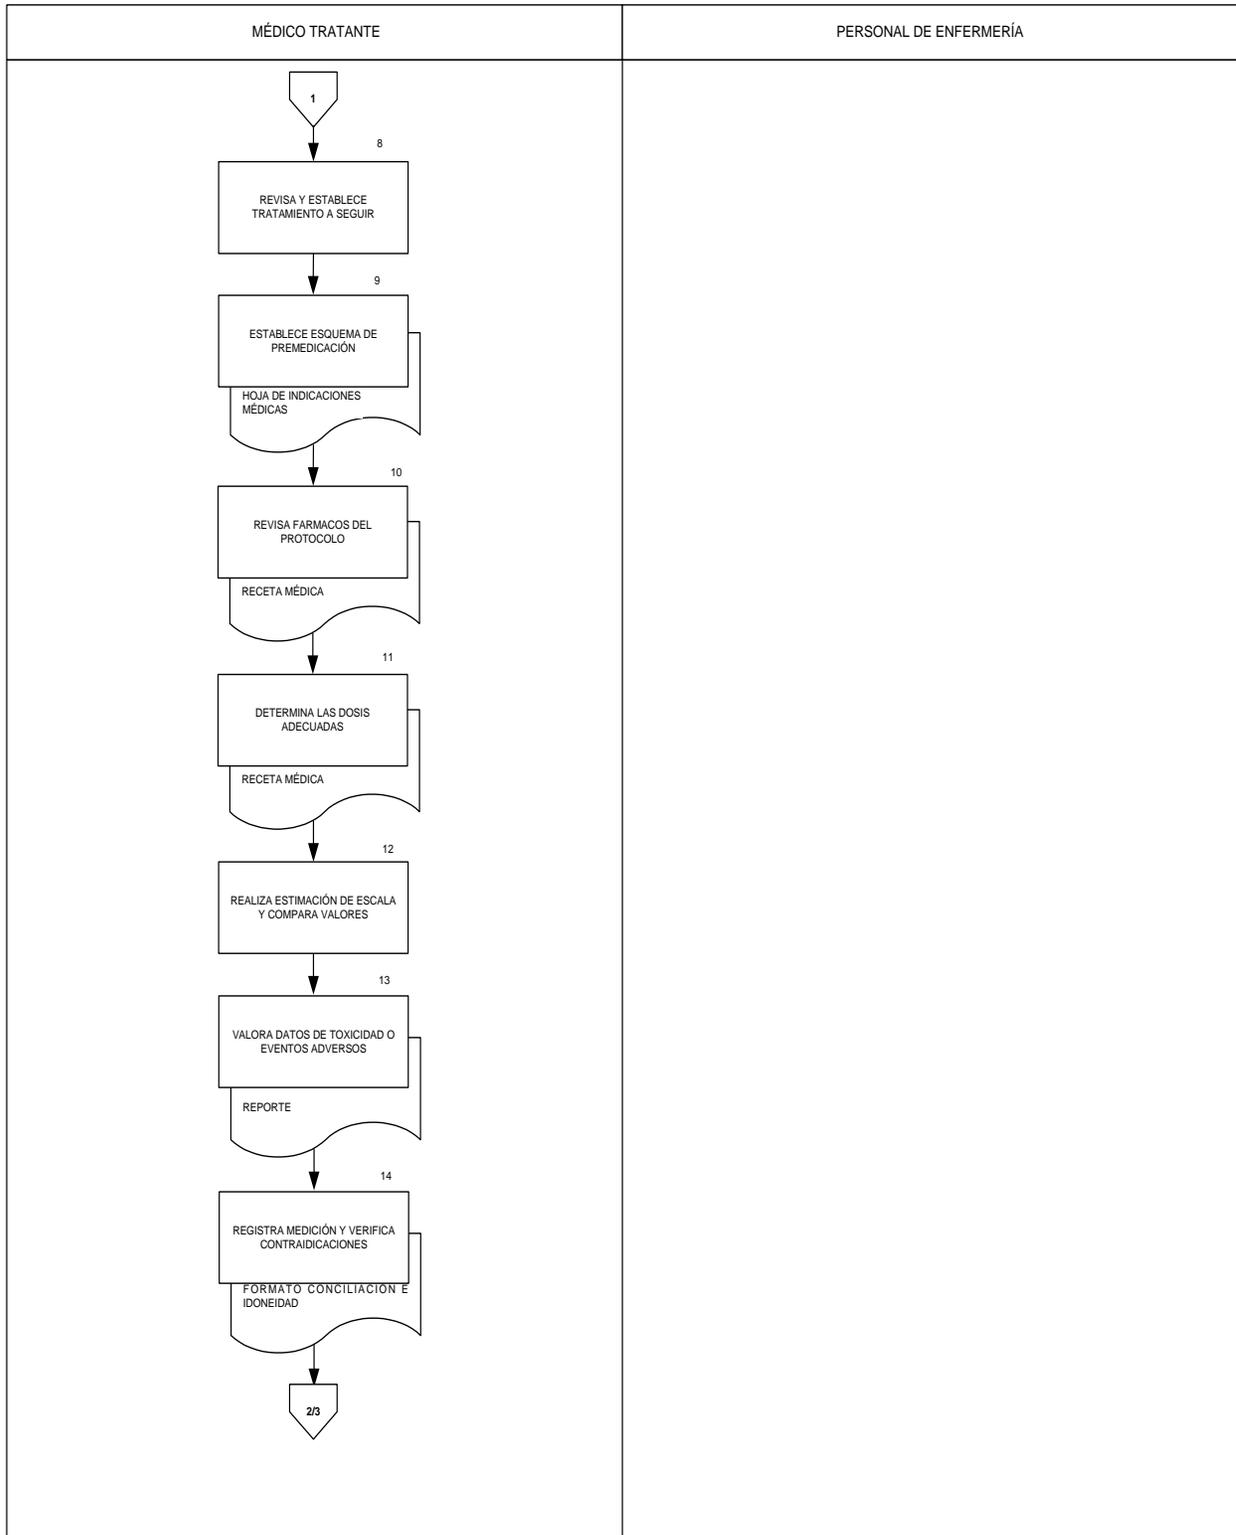 MÉDICO TRATANTE
PERSONAL DE ENFERMERÍA
1
8
REVISA Y ESTABLECE
TRATAMIENTO A SEGUIR
9
ESTABLECE ESQUEMA DE
PREMEDICACIÓN
HOJA DE INDICACIONES
MÉDICAS
10
REVISA FARMACOS DEL
PROTOCOLO
RECETA MÉDICA
11
DETERMINA LAS DOSIS
ADECUADAS
RECETA MÉDICA
12
REALIZA ESTIMACIÓN DE ESCALA
Y COMPARA VALORES
13
VALORA DATOS DE TOXICIDAD O
EVENTOS ADVERSOS
REPORTE
14
REGISTRA MEDICIÓN Y VERIFICA
CONTRAIDICACIONES
FORMATO CONCILIACION E
IDONEIDAD
2/3